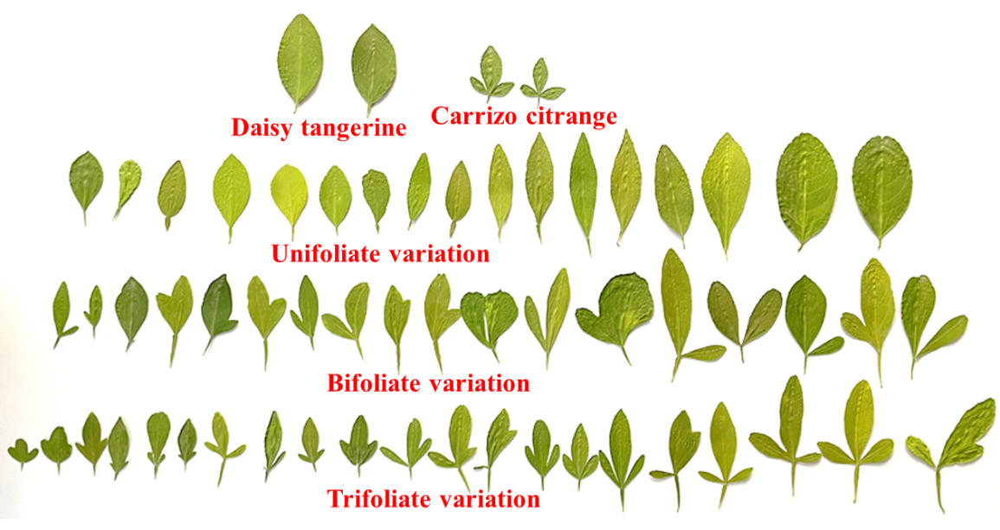 Daisy tangerine
Carrizo citrange
Unifoliate variation
Bifoliate variation
Trifoliate variation